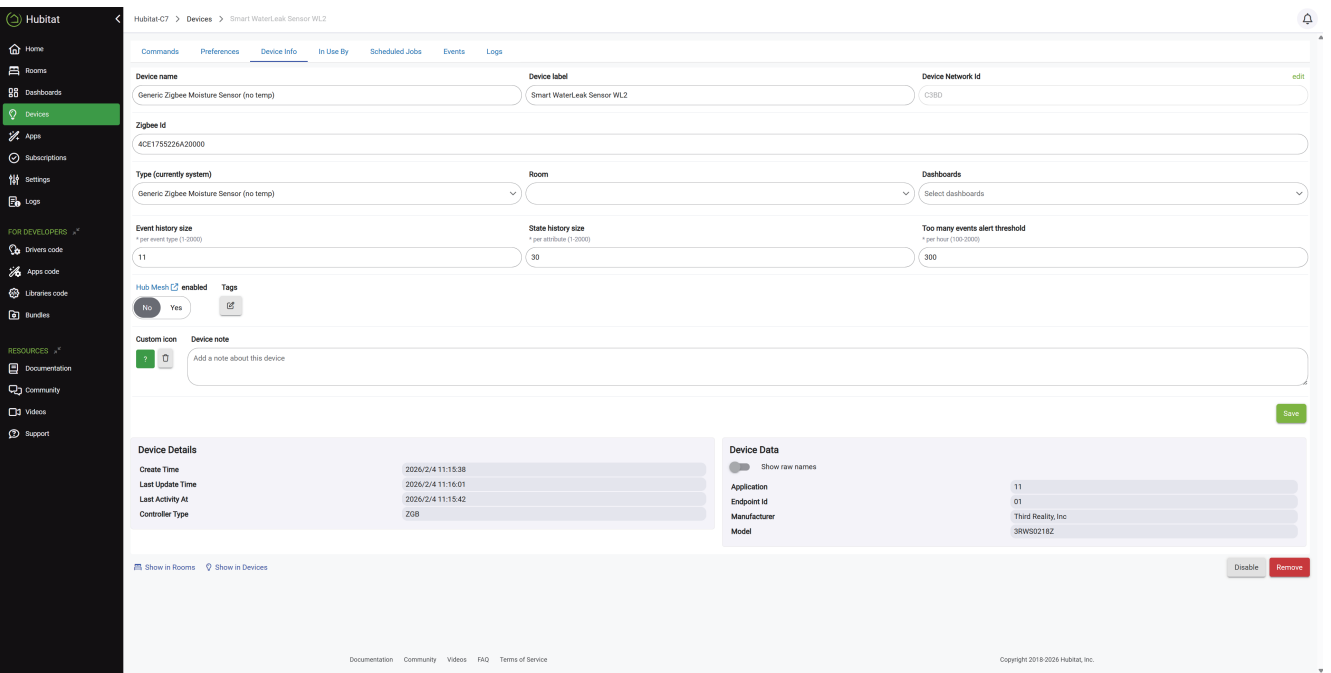 Hubitat
Hubitat-C7 > Devices > Smart WaterLeak Sensor WL2
Home
Rooms
Dashboards
Devices
Apps
Subscriptions
Settings
Logs
FOR DEVELOPERS
Drivers code
Apps code
Libraries code
Bundles
RESOURCES
Documentation
Community
Videos
Support
Commands Preferences Device Info In Use By Scheduled Jobs Events Logs
Device name Device label Device Network Id edit
Generic Zigbee Moisture Sensor (no temp) Smart WaterLeak Sensor WL2 C3BD
Zigbee Id
4CE1755226A20000
Type (currently system) Room Dashboards
Generic Zigbee Moisture Sensor (no temp) Select dashboards
Event history size State history size Too many events alert threshold
* per event type (1-2000) * per attribute (1-2000) * per hour (100-2000)
11 30 300
Hub Mesh enabled Tags
No Yes
Custom icon Device note
? Add a note about this device
Save
Device Details
Create Time 2026/2/4 11:15:38
Last Update Time 2026/2/4 11:16:01
Last Activity At 2026/2/4 11:15:42
Controller Type ZGB
Device Data
Show raw names
Application 11
Endpoint Id 01
Manufacturer Third Reality, Inc
Model 3RWS0218Z
Show in Rooms Show in Devices Disable Remove
Documentation Community Videos FAQ Terms of Service Copyright 2018-2026 Hubitat, Inc.